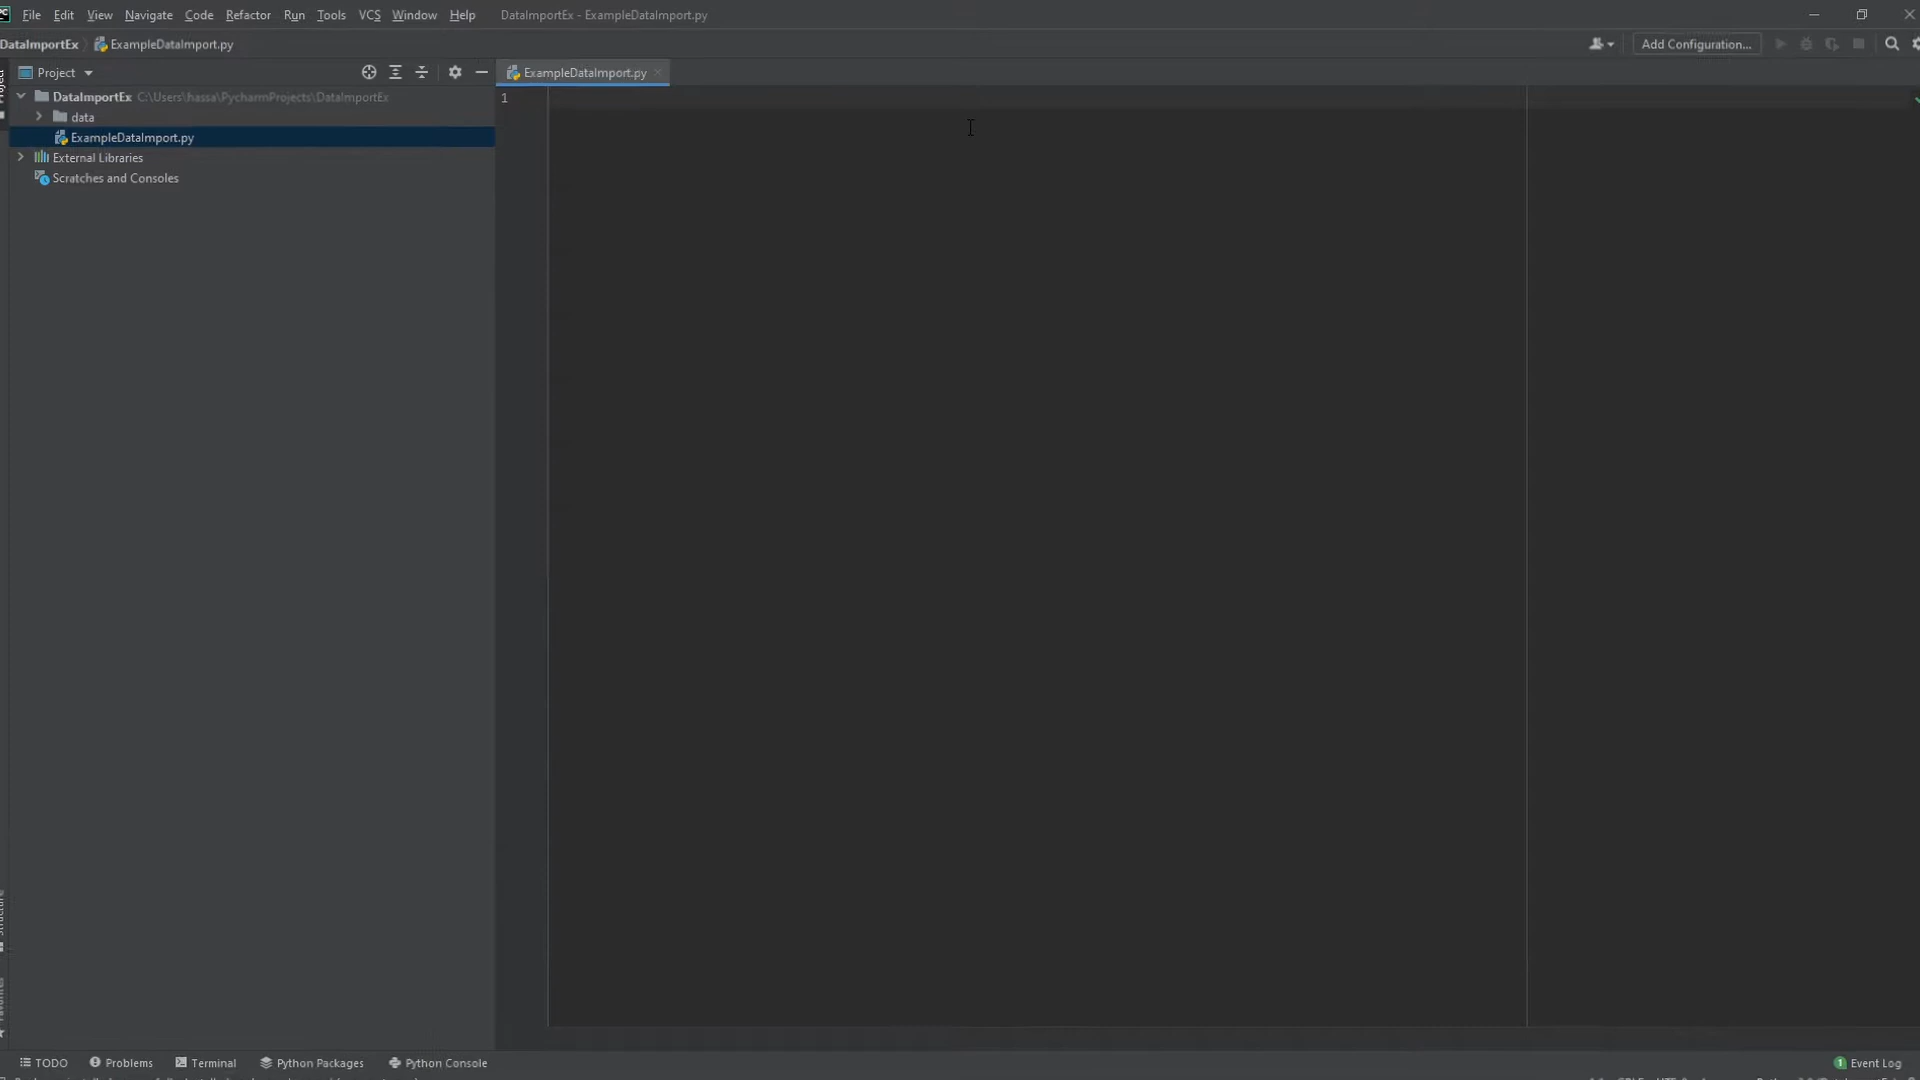 File Edit View Navigate Code Refactor Run Tools VCS Window Help DataImportEx - ExampleDataImport.py
DataImportEx ExampleDataImport.py Add Configuration...
Project ExampleDataImport.py
DataImportEx C:\Users\hassa\PycharmProjects\DataImportEx 1
data
ExampleDataImport.py
External Libraries
Scratches and Consoles
TODO Problems Terminal Python Packages Python Console 1 Event Log